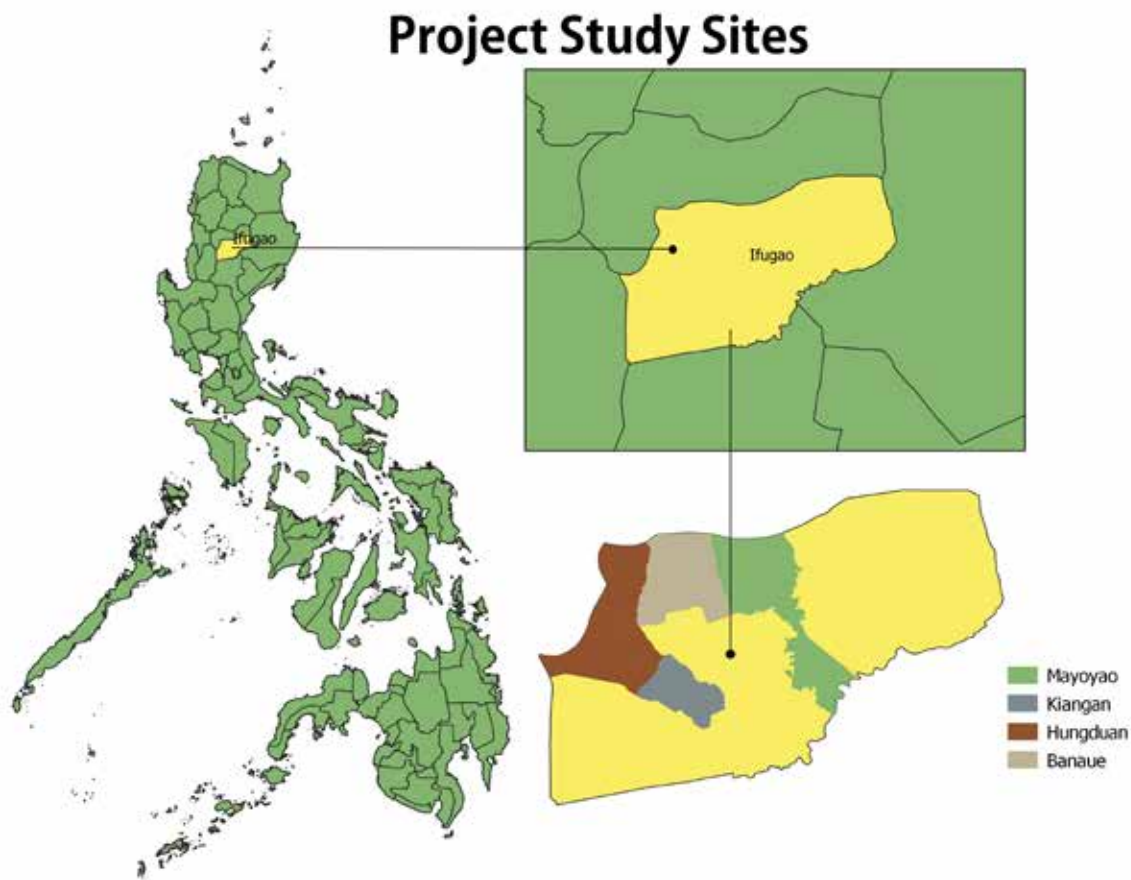 Project Study Sites
Ifugao
Ifugao
Mayoyao
Kiangan
Hungduan
Banaue